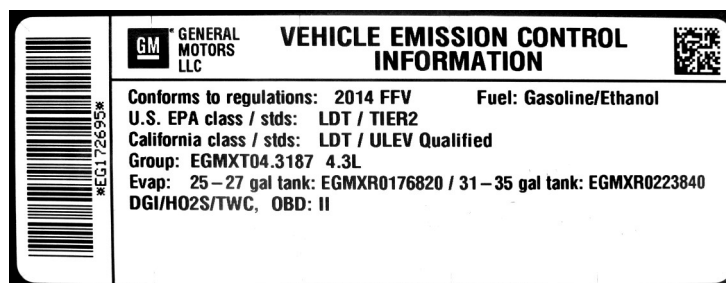 *EG172695*
GM
GENERAL
MOTORS
LLC
VEHICLE EMISSION CONTROL
INFORMATION
Conforms to regulations: 2014 FFV Fuel: Gasoline/Ethanol
U.S. EPA class / stds: LDT / TIER2
California class / stds: LDT / ULEV Qualified
Group: EGMXT04.3187 4.3L
Evap: 25-27 gal tank: EGMXR0176820 / 31-35 gal tank: EGMXR0223840
DGI/HO2S/TWC, OBD: II